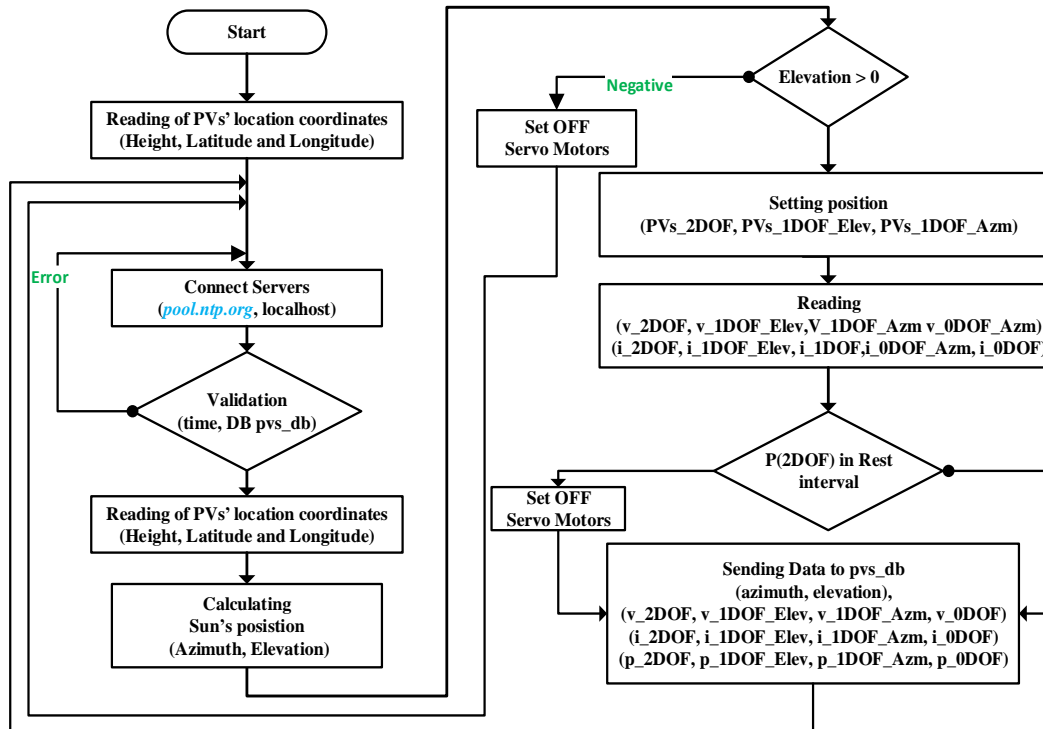 Start
Reading of PVs' location coordinates
(Height, Latitude and Longitude)
Error
Connect Servers
(pool.ntp.org, localhost)
Validation
(time, DB pvs_db)
Reading of PVs' location coordinates
(Height, Latitude and Longitude)
Calculating
Sun's posistion
(Azimuth, Elevation)
Elevation > 0
Negative
Set OFF
Servo Motors
Setting position
(PVs_2DOF, PVs_1DOF_Elev, PVs_1DOF_Azm)
Reading
(v_2DOF, v_1DOF_Elev,V_1DOF_Azm v_0DOF_Azm)
(i_2DOF, i_1DOF_Elev, i_1DOF,i_0DOF_Azm, i_0DOF)
P(2DOF) in Rest
interval
Set OFF
Servo Motors
Sending Data to pvs_db
(azimuth, elevation),
(v_2DOF, v_1DOF_Elev, v_1DOF_Azm, v_0DOF)
(i_2DOF, i_1DOF_Elev, i_1DOF_Azm, i_0DOF)
(p_2DOF, p_1DOF_Elev, p_1DOF_Azm, p_0DOF)